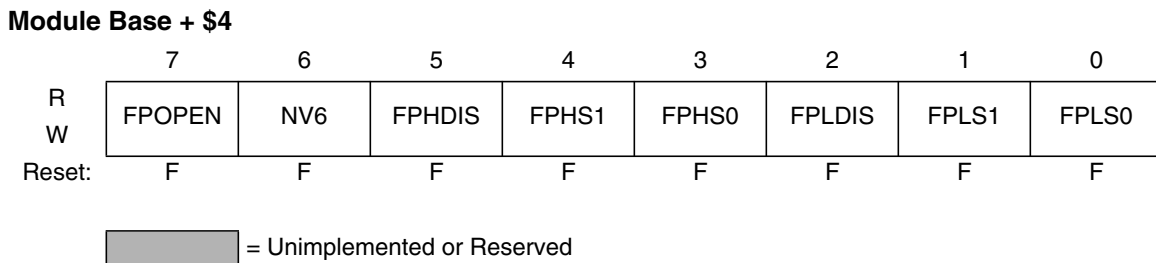 Module Base + $4
7 6 5 4 3 2 1 0
R
W
FPOPEN NV6 FPHDIS FPHS1 FPHS0 FPLDIS FPLS1 FPLS0
Reset: F F F F F F F F
= Unimplemented or Reserved